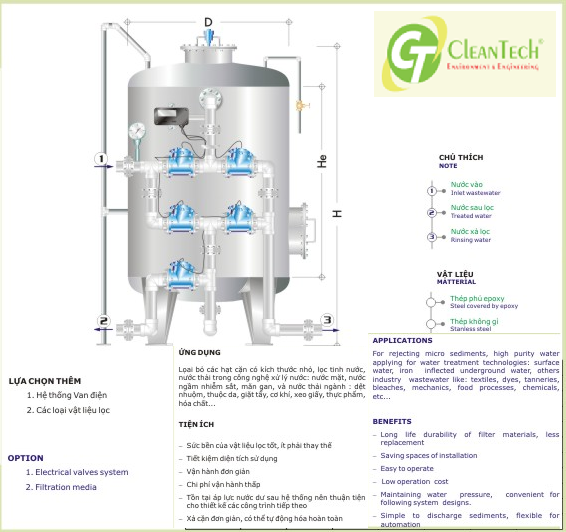 D
CLEANTECH®
ENVIRONMENT & ENGINEERING
1
He
H
2
3
CHÚ THÍCH
NOTE
1
Nước vào
Inlet wastewater
2
Nước sau lọc
Treated water
3
Nước xả lọc
Rinsing water
VẬT LIỆU
MATTERIAL
Thép phủ epoxy
Steel covered by epoxy
Thép không gỉ
Stanless steel
LỰA CHỌN THÊM
1. Hệ thống Van điện
2. Các loại vật liệu lọc
OPTION
1. Electrical valves system
2. Filtration media
ỨNG DỤNG
Loại bỏ các hạt cặn có kích thước nhỏ, lọc tinh nước,
nước thải trong công nghệ xử lý nước: nước mặt, nước
ngầm nhiễm sắt, măn gan, và nước thải ngành : dệt
nhuộm, thuộc da, giặt tẩy, cơ khí, xeo giấy, thực phẩm,
hóa chất...
TIỆN ÍCH
– Sức bền của vật liệu lọc tốt, ít phải thay thế
– Tiết kiệm diện tích sử dụng
– Vận hành đơn giản
– Chi phí vận hành thấp
– Tồn tại áp lực nước dư sau hệ thống nên thuận tiện
cho thiết kế các công trình tiếp theo
– Xả cặn đơn giản, có thể tự động hóa hoàn toàn
APPLICATIONS
For rejecting micro sediments, high purity water
applying for water treatment technologies: surface
water, iron inflected underground water, others
industry wastewater like: textiles, dyes, tanneries,
bleaches, mechanics, food processes, chemicals,
etc...
BENEFITS
– Long life durability of filter materials, less
replacement
– Saving spaces of installation
– Easy to operate
– Low operation cost
– Maintaining water pressure, convenient for
following system designs.
– Simple to discharge sediments, flexible for
automation